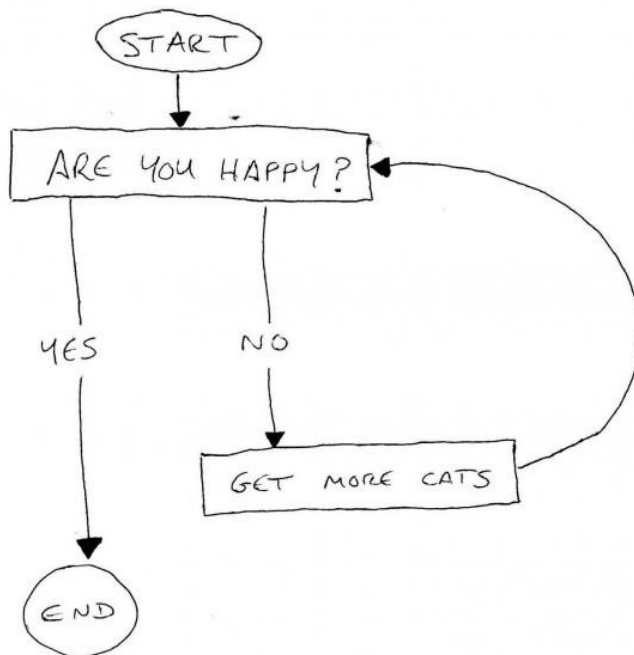 START
ARE YOU HAPPY?
YES
NO
GET MORE CATS
END